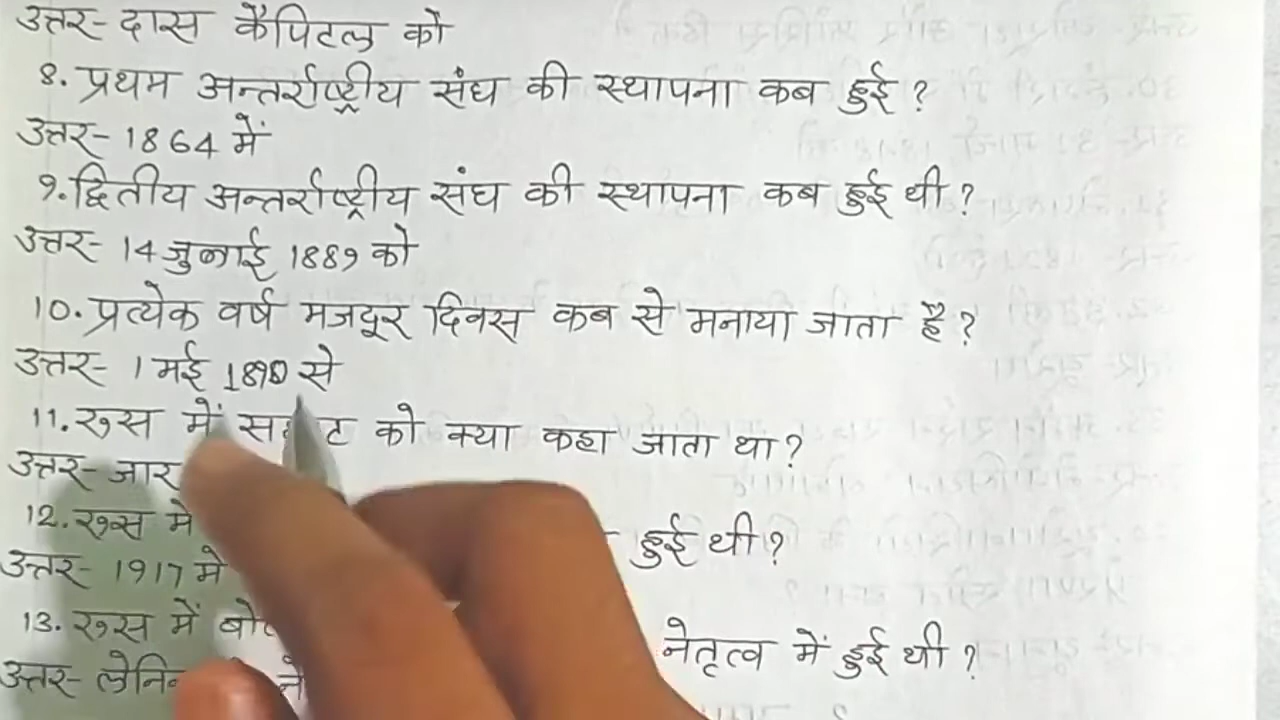 उत्तर- दास कैपिटल को
8. प्रथम अन्तर्राष्ट्रीय संघ की स्थापना कब हुई ?
उत्तर- 1864 में
9. द्वितीय अन्तर्राष्ट्रीय संघ की स्थापना कब हुई थी ?
उत्तर- 14 जुलाई 1889 को
10. प्रत्येक वर्ष मजदूर दिवस कब से मनाया जाता है ?
उत्तर- 1 मई 1890 से
11. रूस में को क्या कहा जाता था ?
उत्तर- जार
12. रूस में हुई थी ?
उत्तर- 1917 में
13. रूस में नेतृत्व में हुई थी ?
उत्तर-